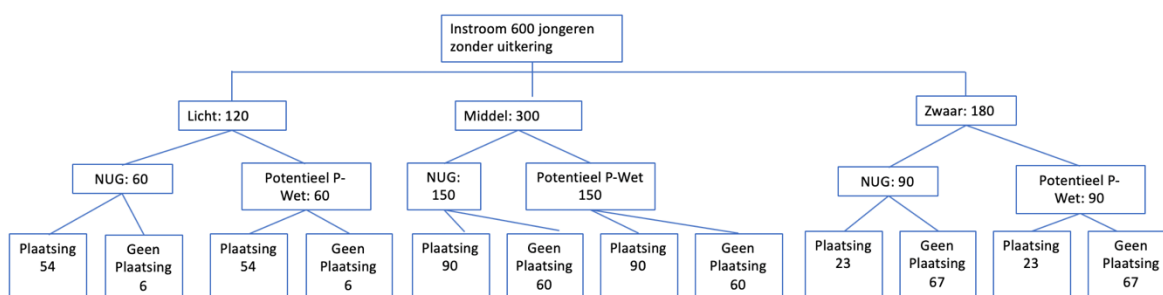 Instroom 600 jongeren
zonder uitkering
Licht: 120
Middel: 300
Zwaar: 180
NUG: 60
Potentieel P-
Wet: 60
NUG:
150
Potentieel P-Wet
150
NUG: 90
Potentieel P-
Wet: 90
Plaatsing
54
Geen
Plaatsing
6
Plaatsing
54
Geen
Plaatsing
6
Plaatsing
90
Geen
Plaatsing
60
Plaatsing
90
Geen
Plaatsing
60
Plaatsing
23
Geen
Plaatsing
67
Plaatsing
23
Geen
Plaatsing
67